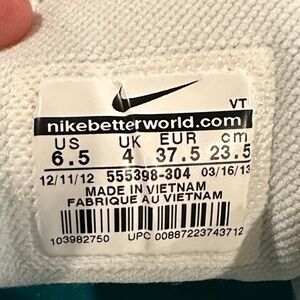 VT
nikebetterworld.com
US UK EUR cm
6.5 4 37.5 23.5
12/11/12 555398-304 03/16/13
MADE IN VIETNAM
FABRIQUE AU VIETNAM
103982750 UPC 00887223743712